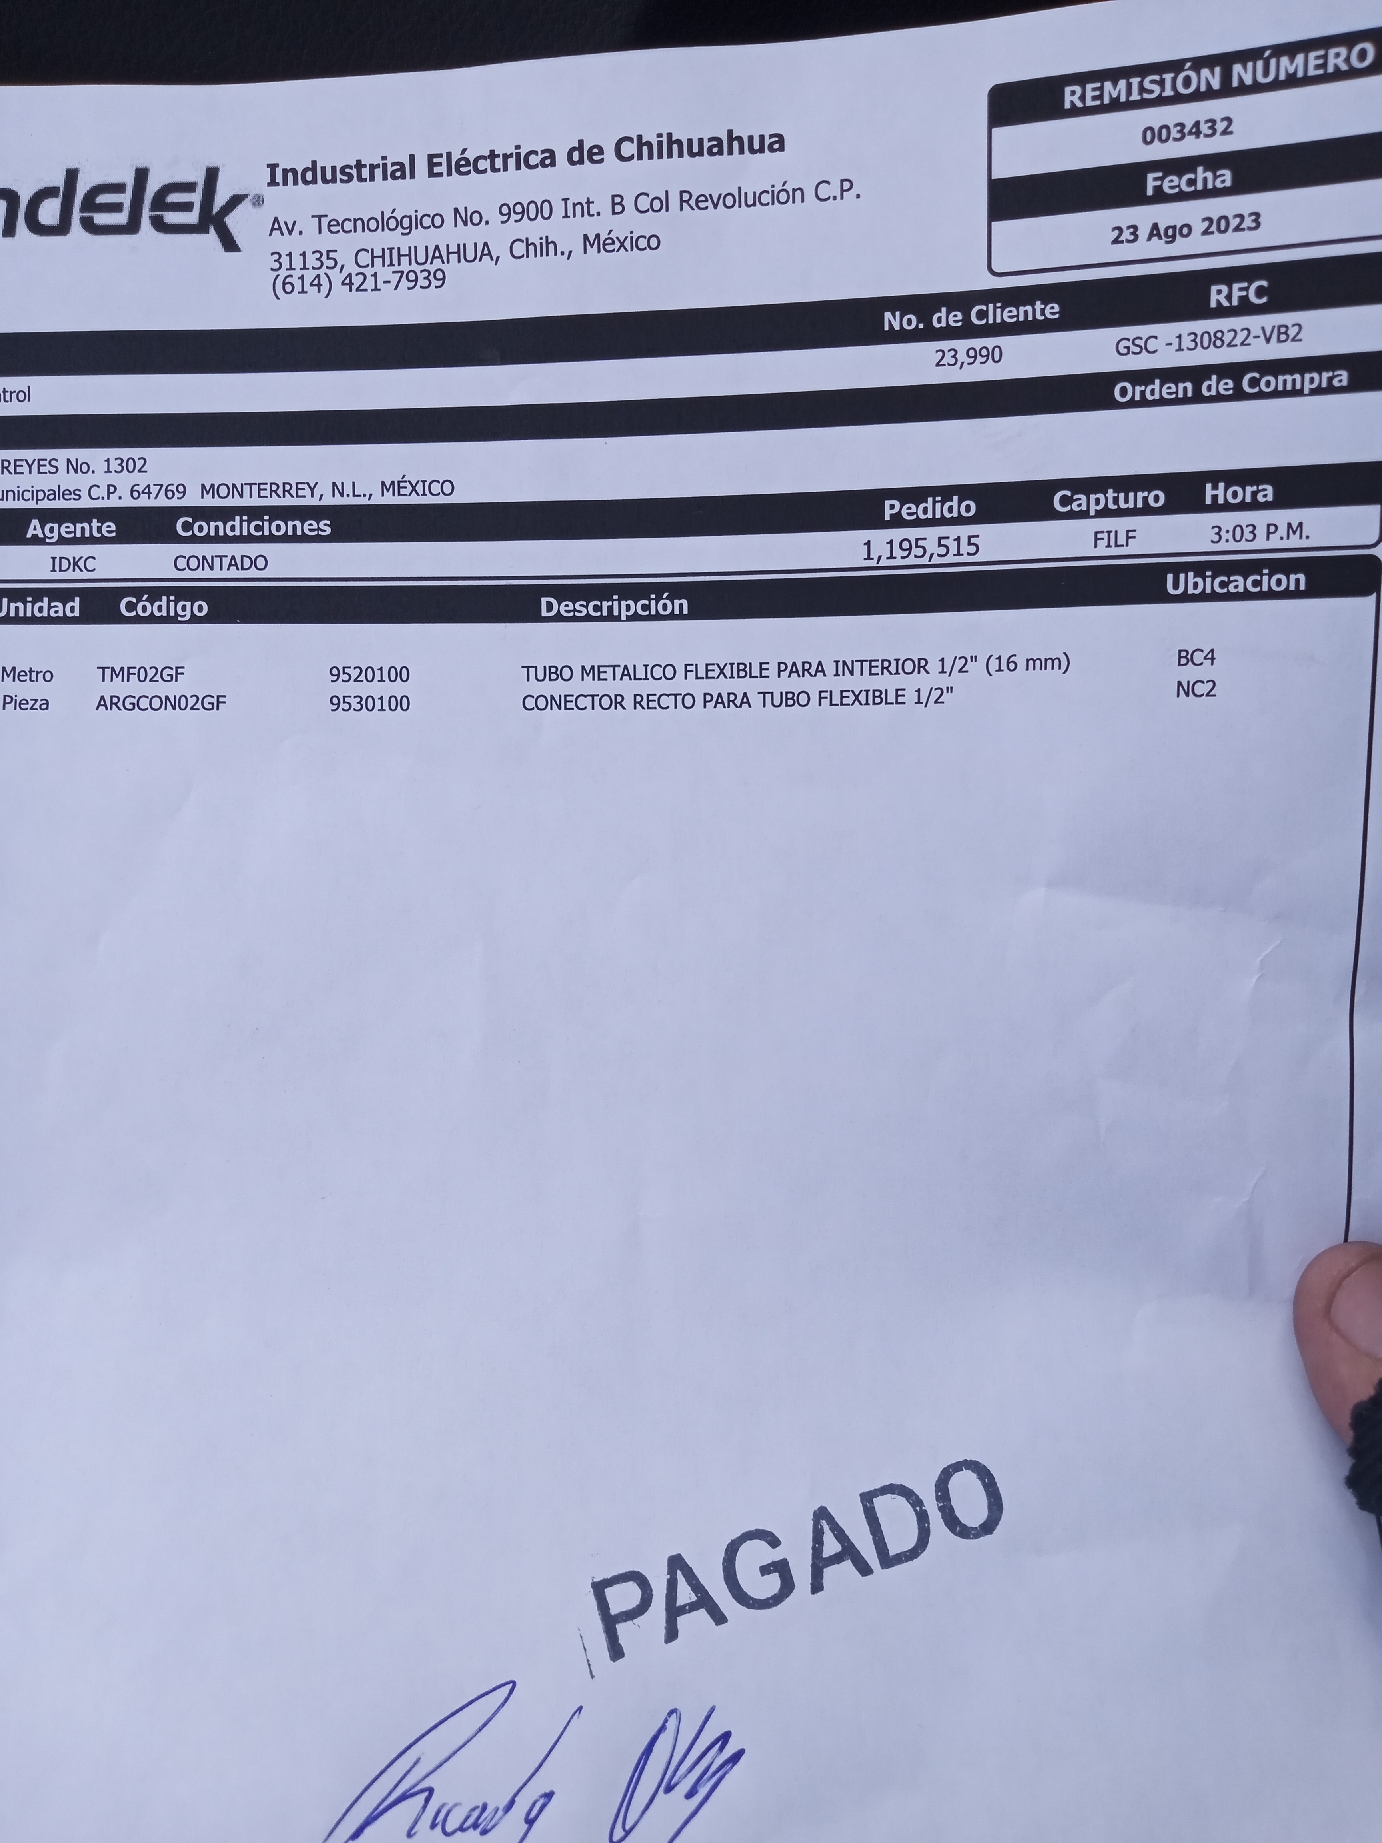 REMISIÓN NÚMERO
003432
Fecha
23 Ago 2023
ndelek®
Industrial Eléctrica de Chihuahua
Av. Tecnológico No. 9900 Int. B Col Revolución C.P.
31135, CHIHUAHUA, Chih., México
(614) 421-7939
No. de Cliente RFC
23,990 GSC -130822-VB2
trol
Orden de Compra
REYES No. 1302
unicipales C.P. 64769 MONTERREY, N.L., MÉXICO
Agente Condiciones Pedido Capturo Hora
IDKC CONTADO 1,195,515 FILF 3:03 P.M.
Unidad Código Descripción Ubicacion
Metro TMF02GF 9520100 TUBO METALICO FLEXIBLE PARA INTERIOR 1/2" (16 mm) BC4
Pieza ARGCON02GF 9530100 CONECTOR RECTO PARA TUBO FLEXIBLE 1/2" NC2
PAGADO